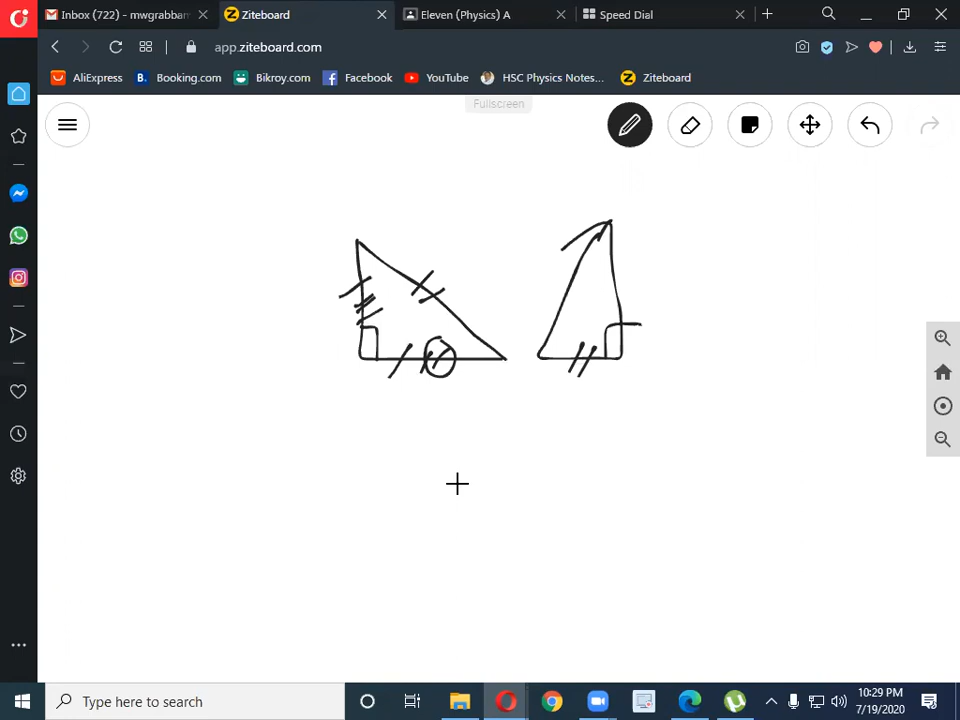 Inbox (722) - mwgrabbam
Ziteboard
Eleven (Physics) A
Speed Dial
app.ziteboard.com
AliExpress
B. Booking.com
Bikroy.com
Facebook
YouTube
HSC Physics Notes...
Ziteboard
Fullscreen
Type here to search
10:29 PM
7/19/2020